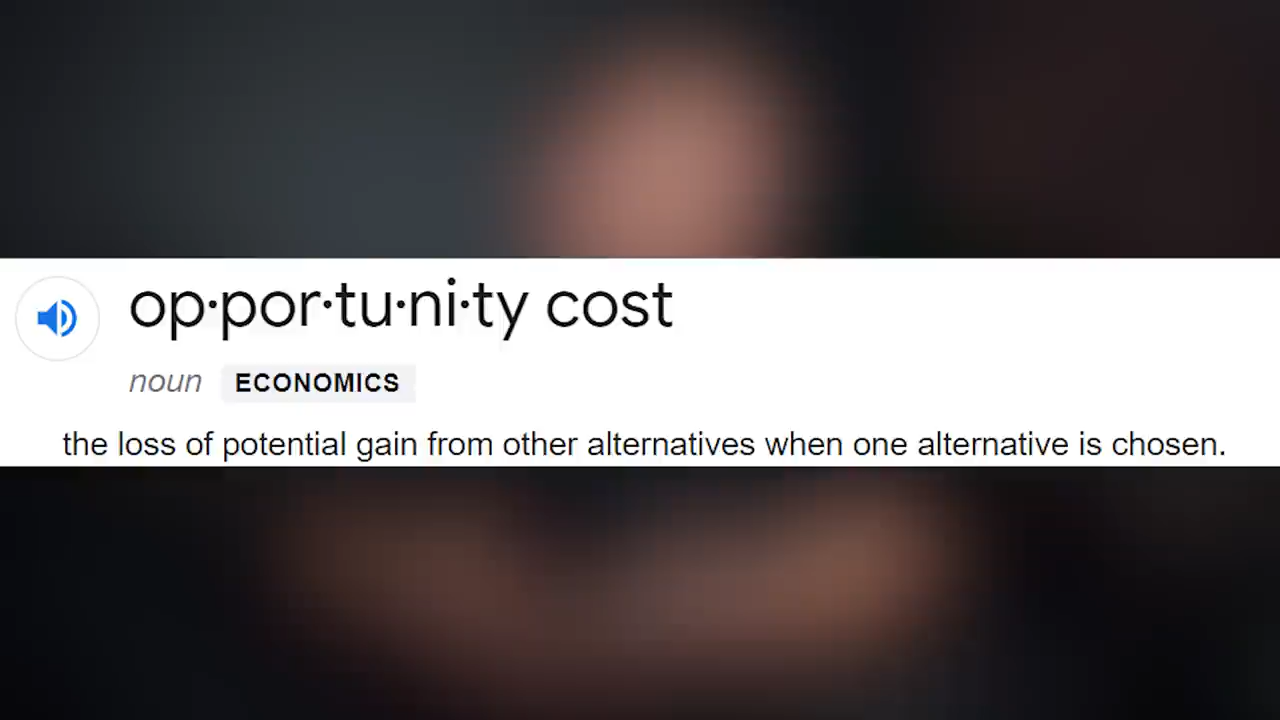 op·por·tu·ni·ty cost
noun ECONOMICS
the loss of potential gain from other alternatives when one alternative is chosen.